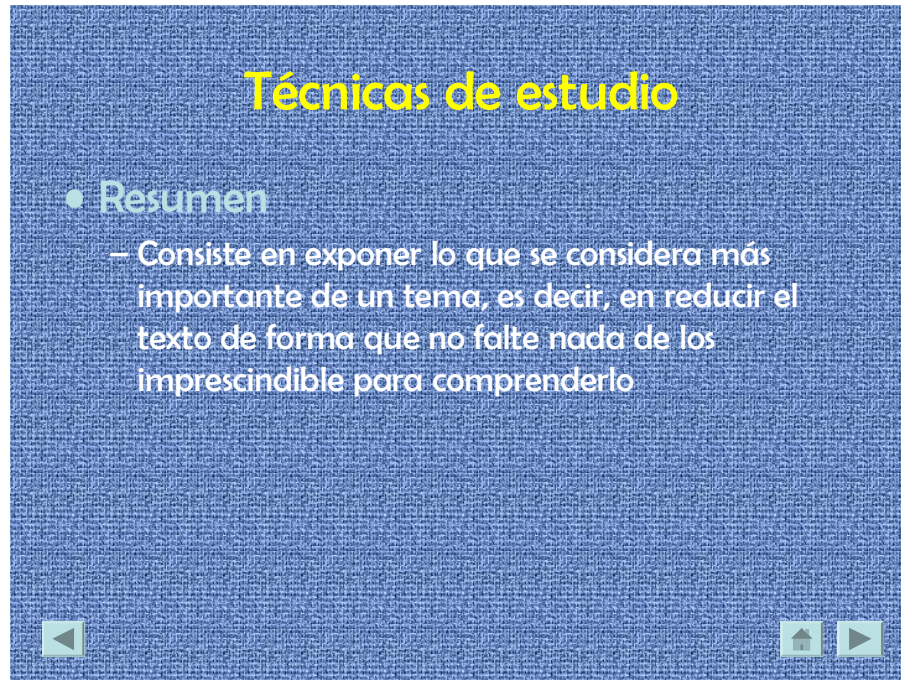 Técnicas de estudio
• Resumen
– Consiste en exponer lo que se considera más
importante de un tema, es decir, en reducir el
texto de forma que no falte nada de los
imprescindible para comprenderlo